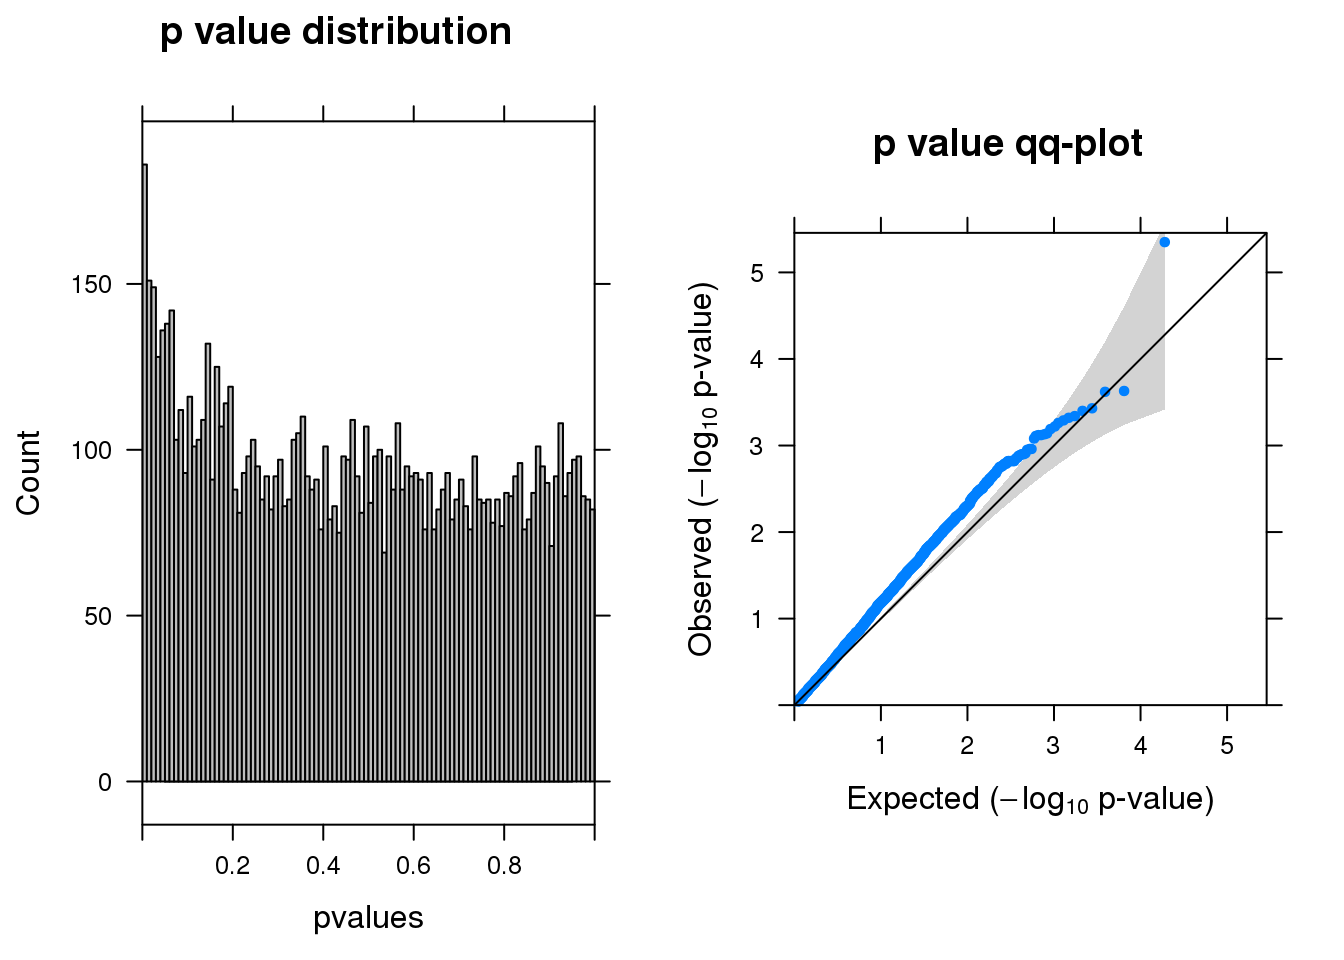 p value distribution
Count
150
100
50
0
0.2 0.4 0.6 0.8
pvalues
p value qq-plot
Observed (−log₁₀ p-value)
5
4
3
2
1
1 2 3 4 5
Expected (−log₁₀ p-value)